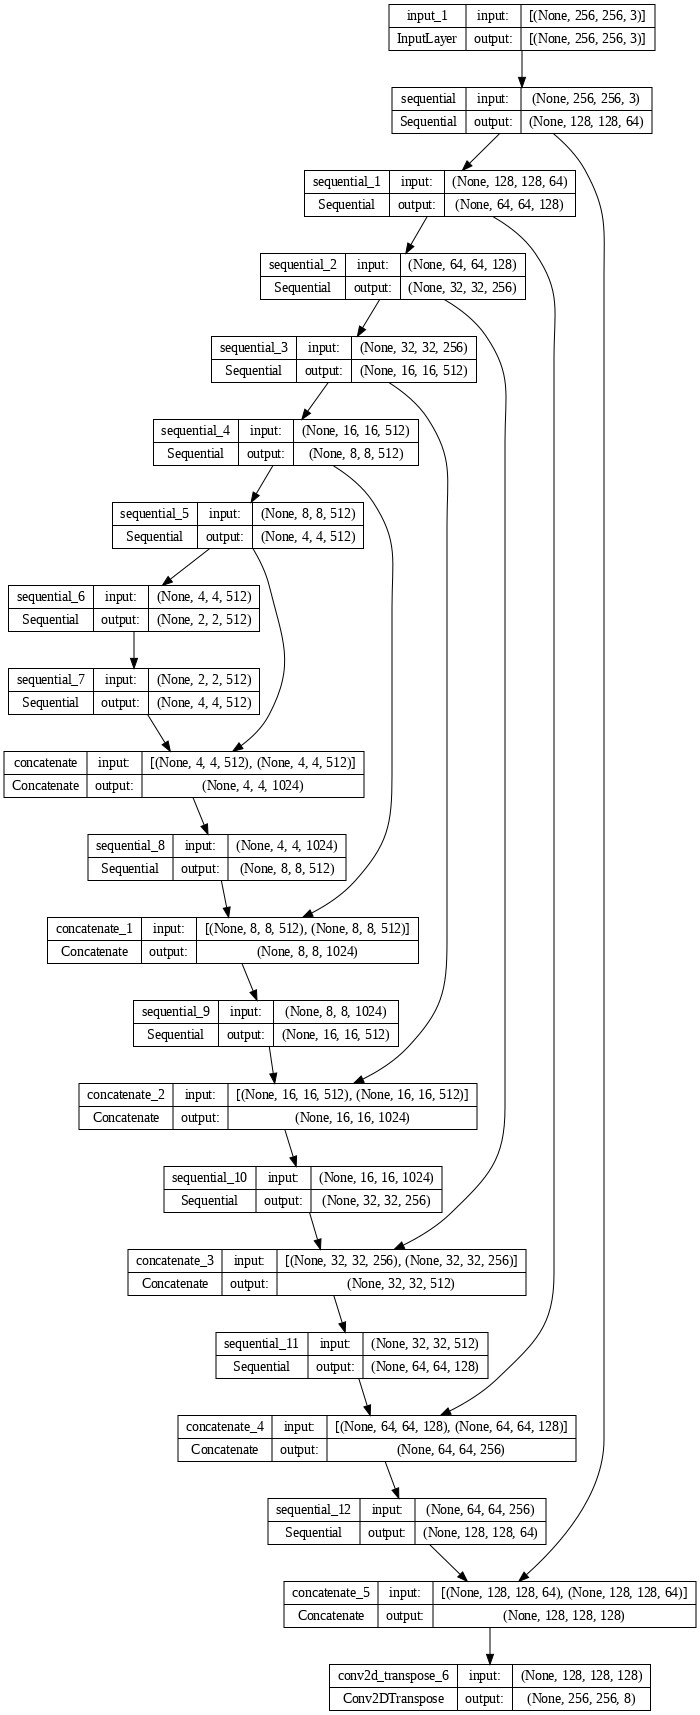 input_1 input: [(None, 256, 256, 3)]
InputLayer output: [(None, 256, 256, 3)]
sequential input: (None, 256, 256, 3)
Sequential output: (None, 128, 128, 64)
sequential_1 input: (None, 128, 128, 64)
Sequential output: (None, 64, 64, 128)
sequential_2 input: (None, 64, 64, 128)
Sequential output: (None, 32, 32, 256)
sequential_3 input: (None, 32, 32, 256)
Sequential output: (None, 16, 16, 512)
sequential_4 input: (None, 16, 16, 512)
Sequential output: (None, 8, 8, 512)
sequential_5 input: (None, 8, 8, 512)
Sequential output: (None, 4, 4, 512)
sequential_6 input: (None, 4, 4, 512)
Sequential output: (None, 2, 2, 512)
sequential_7 input: (None, 2, 2, 512)
Sequential output: (None, 4, 4, 512)
concatenate input: [(None, 4, 4, 512), (None, 4, 4, 512)]
Concatenate output: (None, 4, 4, 1024)
sequential_8 input: (None, 4, 4, 1024)
Sequential output: (None, 8, 8, 512)
concatenate_1 input: [(None, 8, 8, 512), (None, 8, 8, 512)]
Concatenate output: (None, 8, 8, 1024)
sequential_9 input: (None, 8, 8, 1024)
Sequential output: (None, 16, 16, 512)
concatenate_2 input: [(None, 16, 16, 512), (None, 16, 16, 512)]
Concatenate output: (None, 16, 16, 1024)
sequential_10 input: (None, 16, 16, 1024)
Sequential output: (None, 32, 32, 256)
concatenate_3 input: [(None, 32, 32, 256), (None, 32, 32, 256)]
Concatenate output: (None, 32, 32, 512)
sequential_11 input: (None, 32, 32, 512)
Sequential output: (None, 64, 64, 128)
concatenate_4 input: [(None, 64, 64, 128), (None, 64, 64, 128)]
Concatenate output: (None, 64, 64, 256)
sequential_12 input: (None, 64, 64, 256)
Sequential output: (None, 128, 128, 64)
concatenate_5 input: [(None, 128, 128, 64), (None, 128, 128, 64)]
Concatenate output: (None, 128, 128, 128)
conv2d_transpose_6 input: (None, 128, 128, 128)
Conv2DTranspose output: (None, 256, 256, 8)